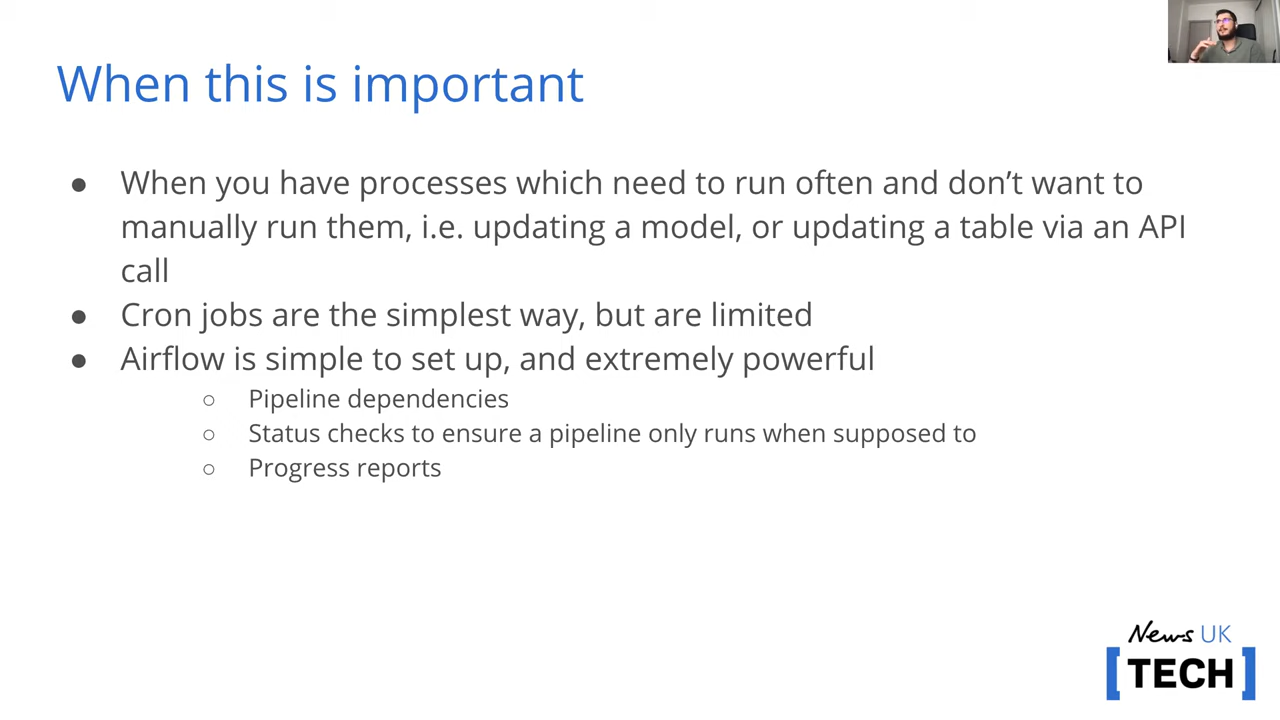 When this is important
● When you have processes which need to run often and don’t want to
manually run them, i.e. updating a model, or updating a table via an API
call
● Cron jobs are the simplest way, but are limited
● Airflow is simple to set up, and extremely powerful
○ Pipeline dependencies
○ Status checks to ensure a pipeline only runs when supposed to
○ Progress reports
News UK
[TECH]